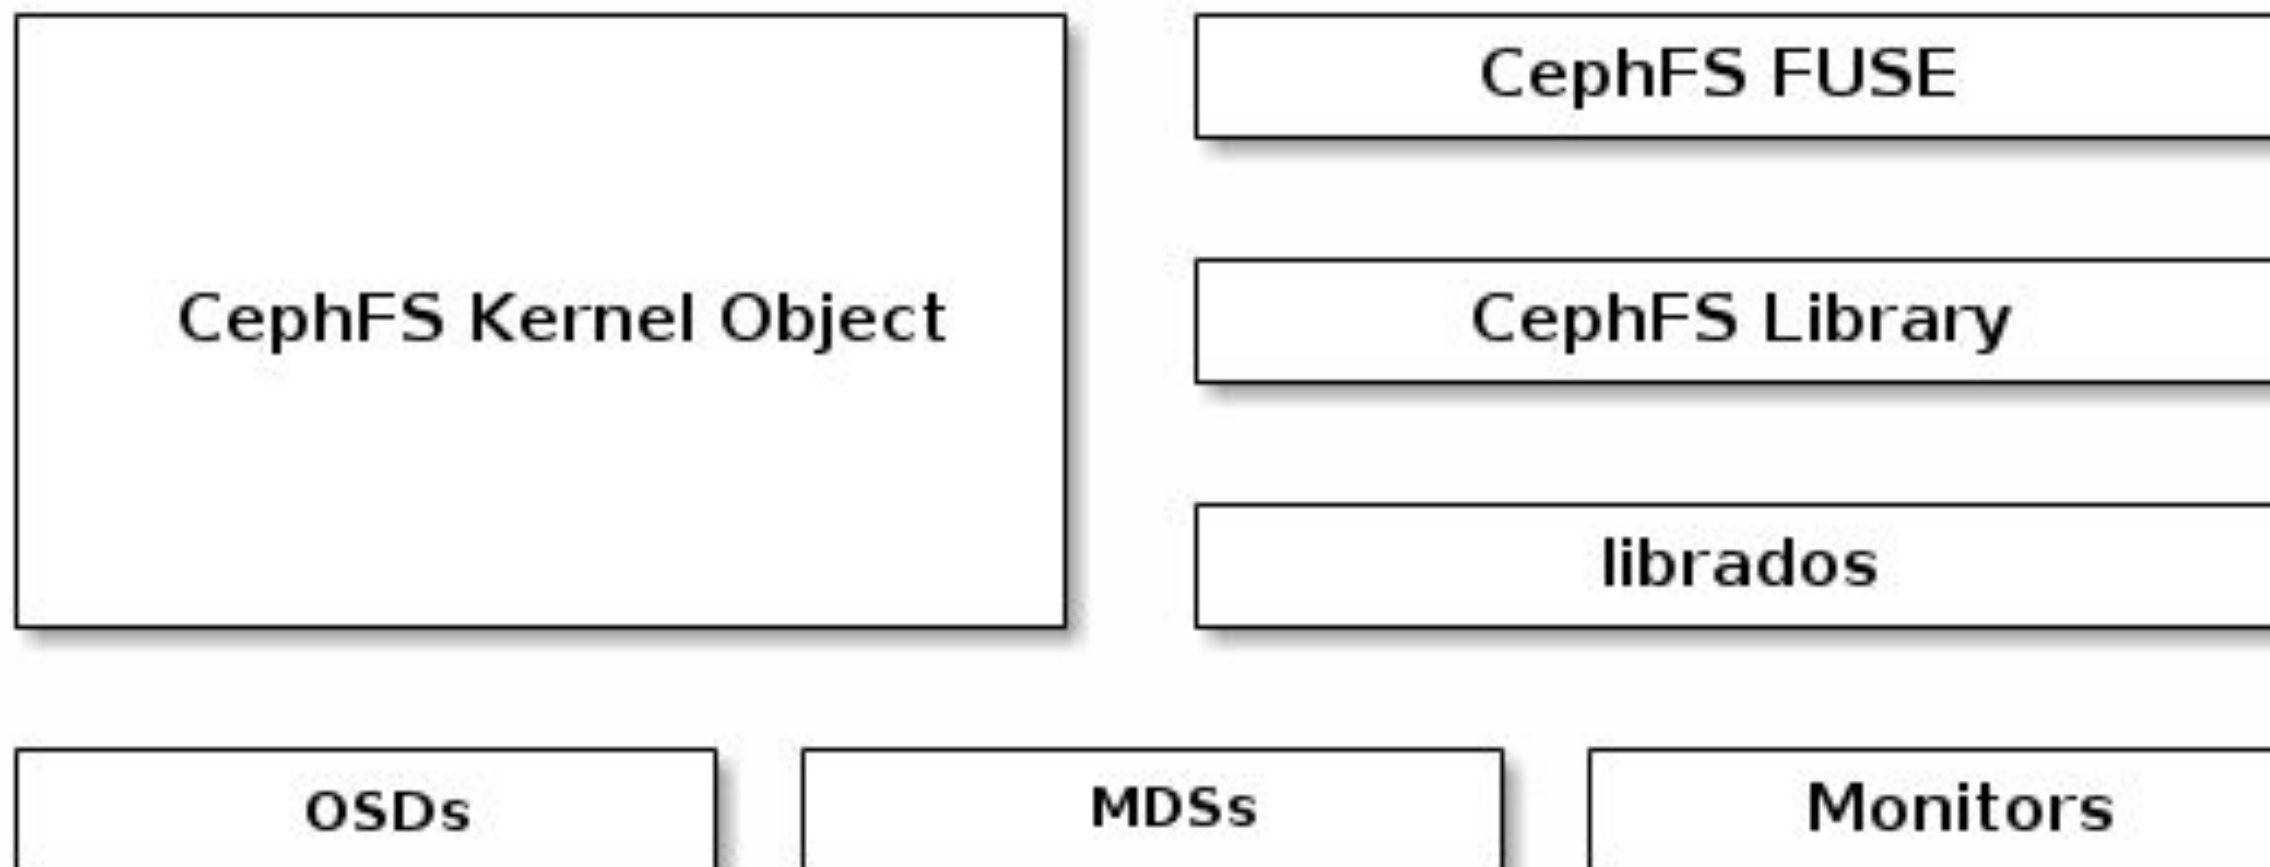 CephFS Kernel Object
CephFS FUSE
CephFS Library
librados
OSDs
MDSs
Monitors